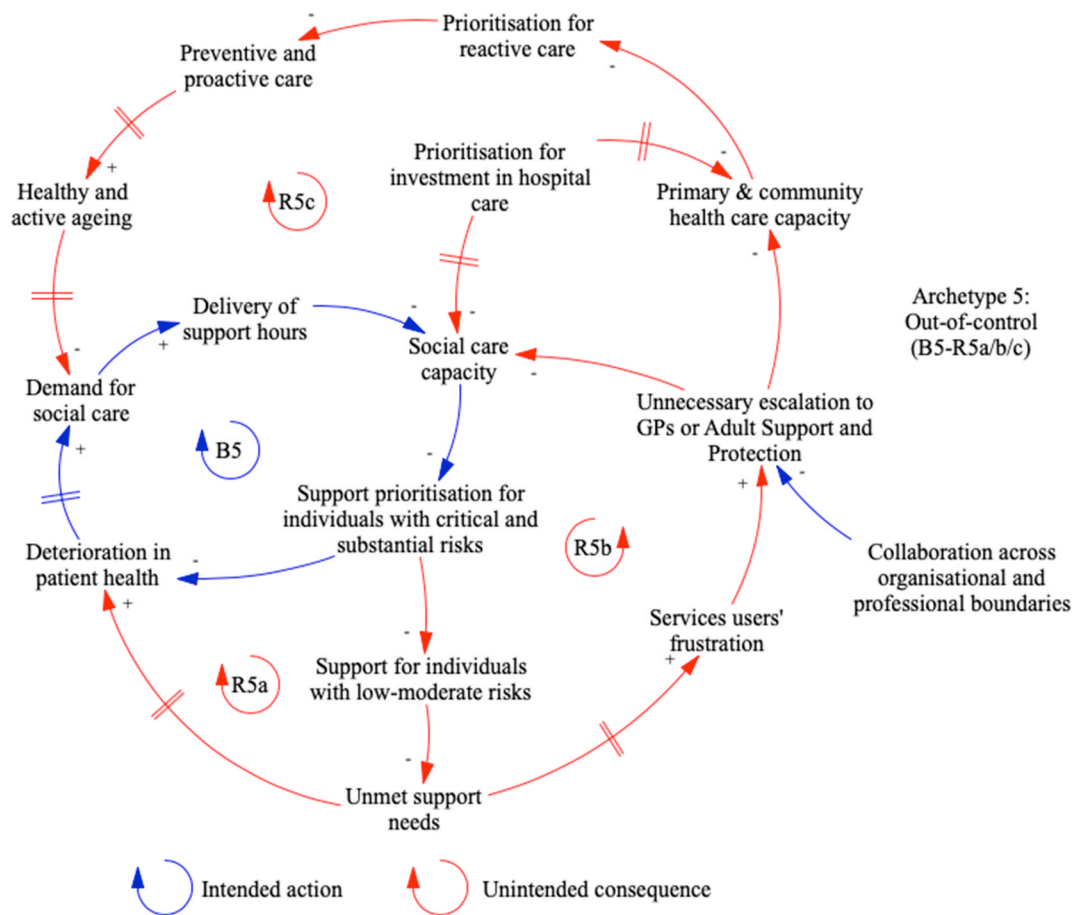 Prioritisation for
reactive care
Preventive and
proactive care
Prioritisation for
investment in hospital
care
Healthy and
active ageing
R5c
Primary & community
health care capacity
Delivery of
support hours
Social care
capacity
Archetype 5:
Out-of-control
(B5-R5a/b/c)
Demand for
social care
Unnecessary escalation to
GPs or Adult Support and
Protection
B5
Support prioritisation for
individuals with critical and
substantial risks
R5b
Deterioration in
patient health
Collaboration across
organisational and
professional boundaries
Services users'
frustration
Support for individuals
with low-moderate risks
R5a
Unmet support
needs
Intended action
Unintended consequence